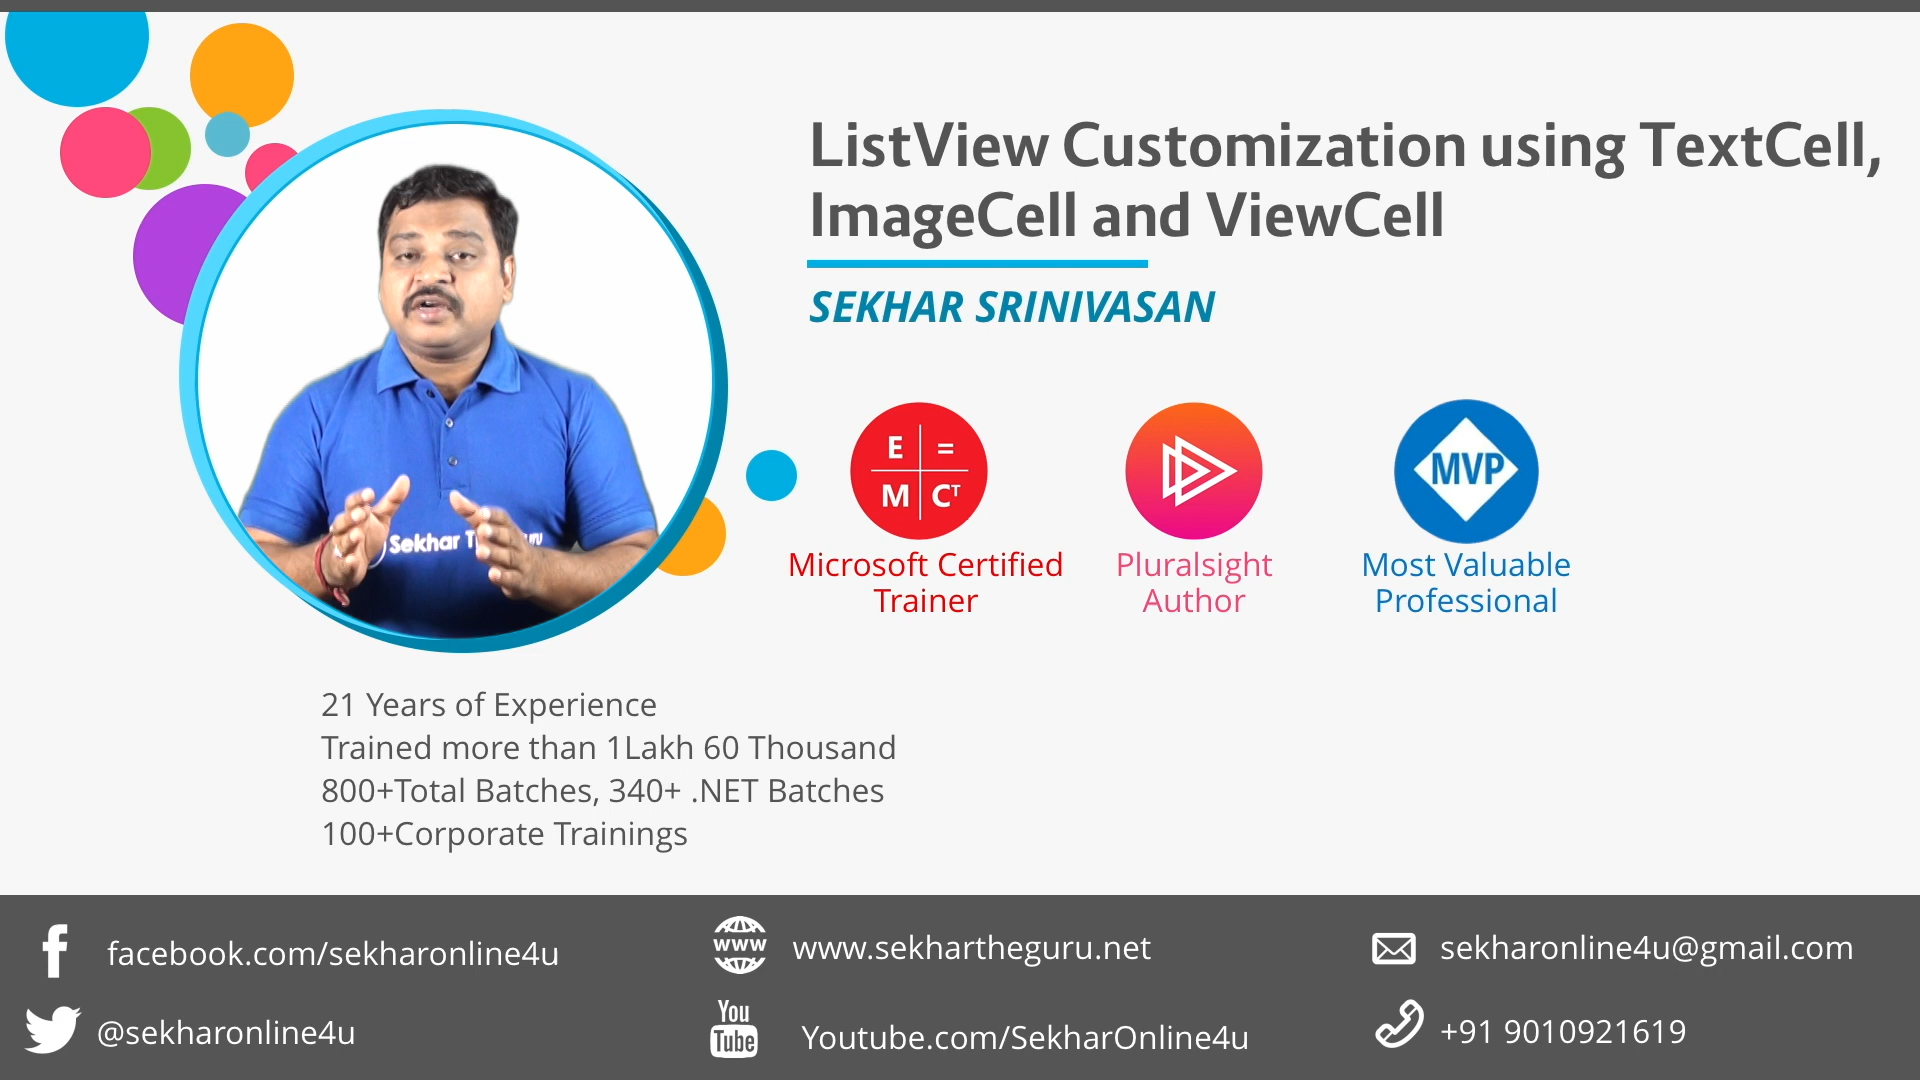 ListView Customization using TextCell,
ImageCell and ViewCell
SEKHAR SRINIVASAN
E =
M CT
MVP
Microsoft Certified
Trainer
Pluralsight
Author
Most Valuable
Professional
Sekhar
21 Years of Experience
Trained more than 1Lakh 60 Thousand
800+Total Batches, 340+ .NET Batches
100+Corporate Trainings
facebook.com/sekharonline4u
@sekharonline4u
www
www.sekhartheguru.net
You
Tube
Youtube.com/SekharOnline4u
sekharonline4u@gmail.com
+91 9010921619